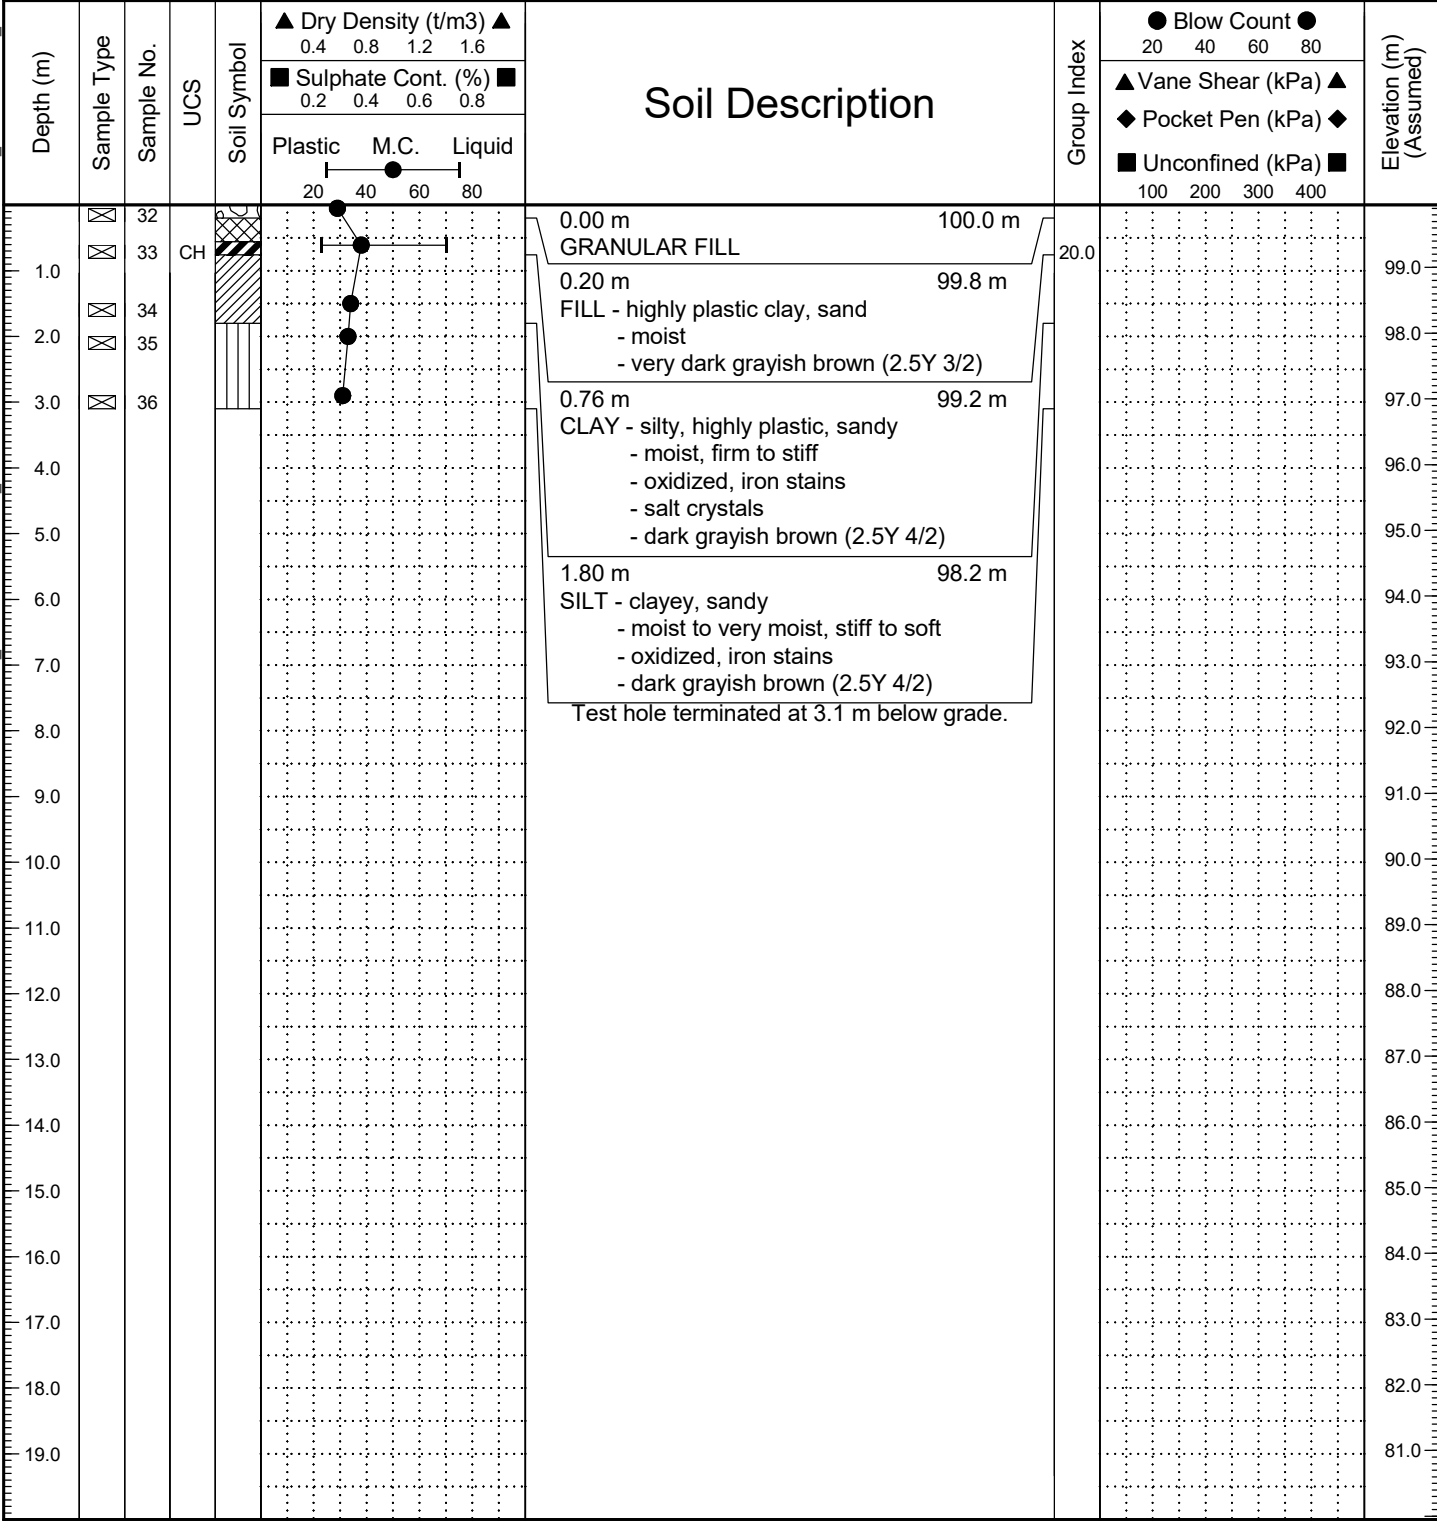 Depth (m)
Sample Type
Sample No.
UCS
Soil Symbol
▲ Dry Density (t/m3) ▲
0.4 0.8 1.2 1.6
■ Sulphate Cont. (%) ■
0.2 0.4 0.6 0.8
Plastic M.C. Liquid
20 40 60 80
Soil Description
Group Index
● Blow Count ●
20 40 60 80
▲ Vane Shear (kPa) ▲
◆ Pocket Pen (kPa) ◆
■ Unconfined (kPa) ■
100 200 300 400
Elevation (m)
(Assumed)
32
33 CH
34
35
36
1.0
2.0
3.0
4.0
5.0
6.0
7.0
8.0
9.0
10.0
11.0
12.0
13.0
14.0
15.0
16.0
17.0
18.0
19.0
0.00 m 100.0 m
GRANULAR FILL
0.20 m 99.8 m
FILL - highly plastic clay, sand
- moist
- very dark grayish brown (2.5Y 3/2)
0.76 m 99.2 m
CLAY - silty, highly plastic, sandy
- moist, firm to stiff
- oxidized, iron stains
- salt crystals
- dark grayish brown (2.5Y 4/2)
1.80 m 98.2 m
SILT - clayey, sandy
- moist to very moist, stiff to soft
- oxidized, iron stains
- dark grayish brown (2.5Y 4/2)
Test hole terminated at 3.1 m below grade.
20.0
99.0
98.0
97.0
96.0
95.0
94.0
93.0
92.0
91.0
90.0
89.0
88.0
87.0
86.0
85.0
84.0
83.0
82.0
81.0